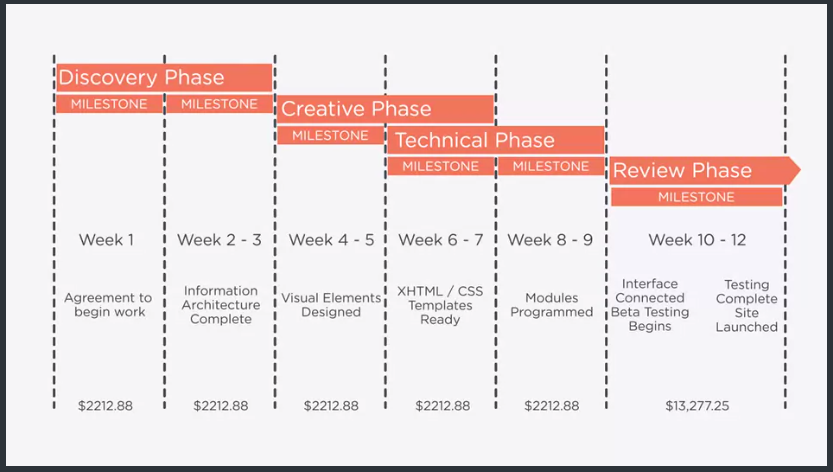 Discovery Phase
MILESTONE MILESTONE
Creative Phase
MILESTONE
Technical Phase
MILESTONE MILESTONE
Review Phase
MILESTONE
Week 1
Week 2 - 3
Week 4 - 5
Week 6 - 7
Week 8 - 9
Week 10 - 12
Agreement to
begin work
Information
Architecture
Complete
Visual Elements
Designed
XHTML / CSS
Templates
Ready
Modules
Programmed
Interface
Connected
Beta Testing
Begins
Testing
Complete
Site
Launched
$2212.88
$2212.88
$2212.88
$2212.88
$2212.88
$13,277.25